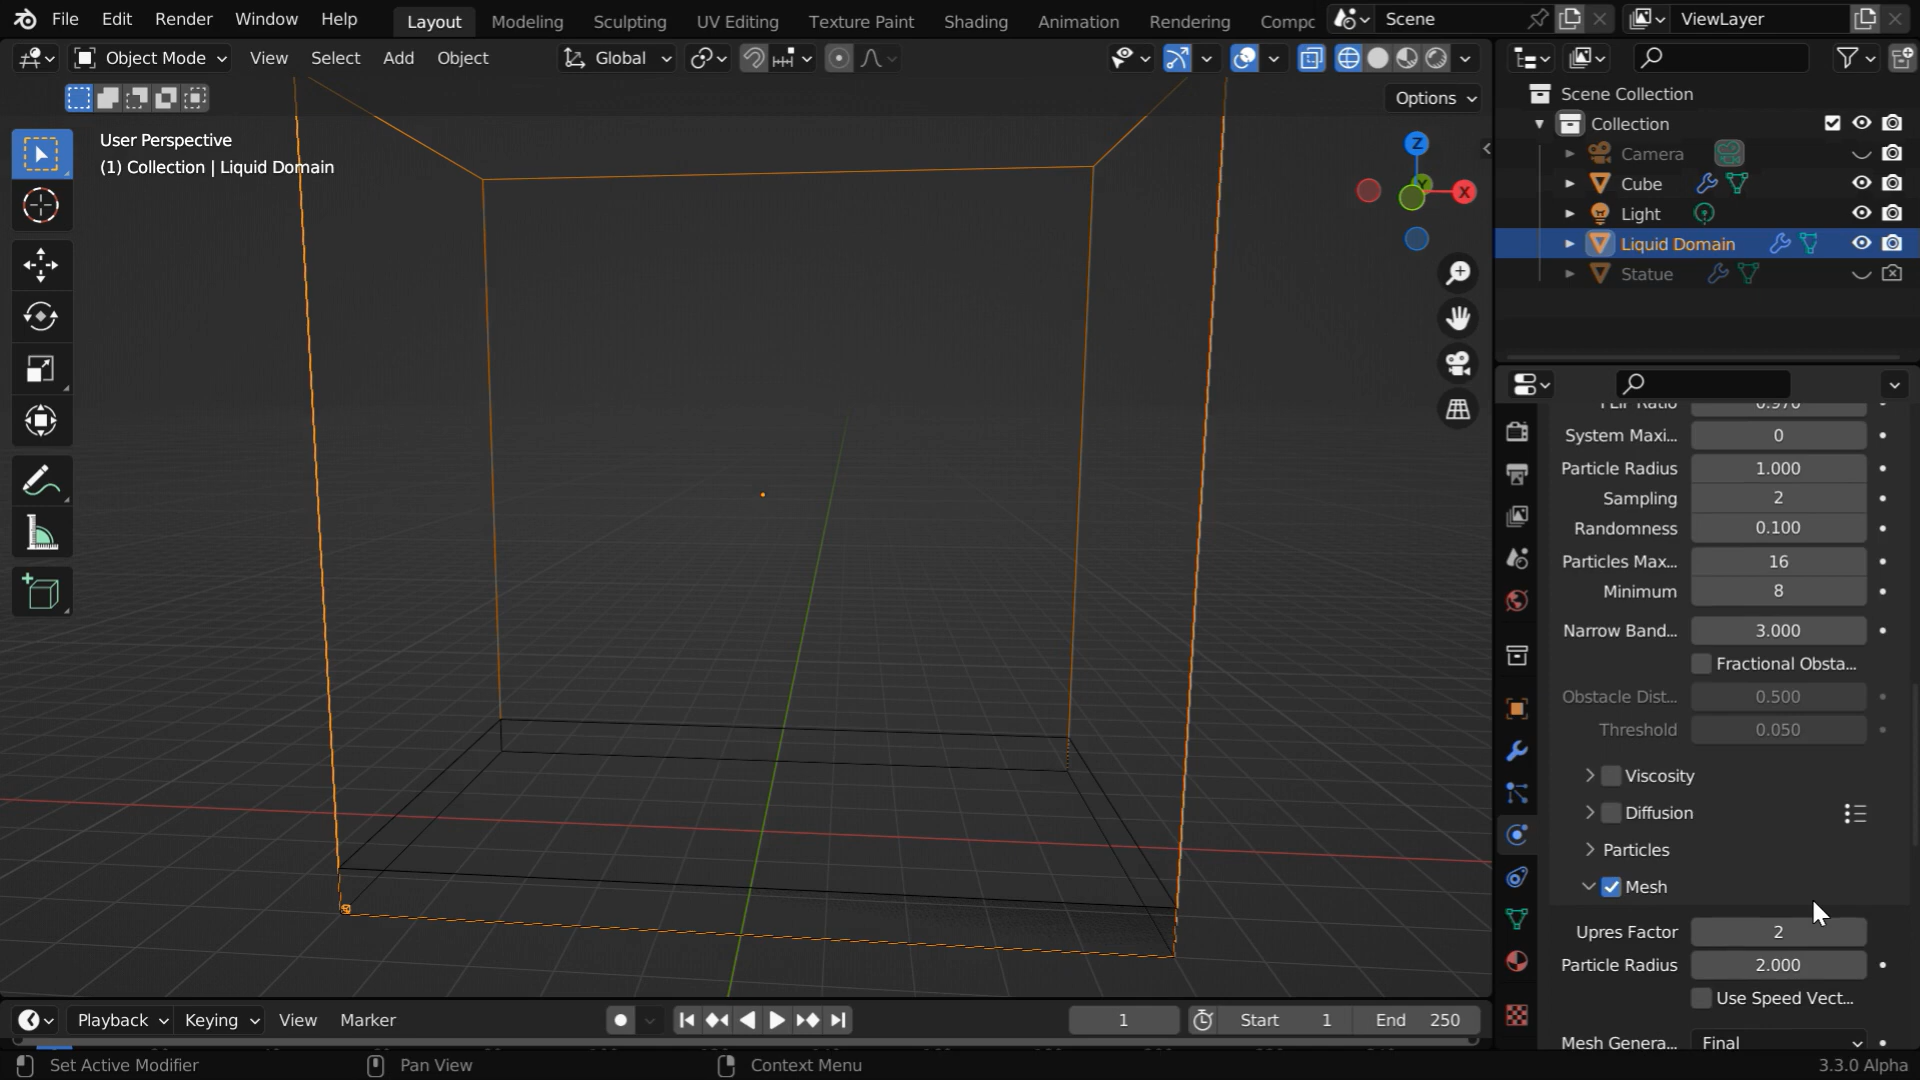 File Edit Render Window Help Layout Modeling Sculpting UV Editing Texture Paint Shading Animation Rendering Compc Scene ViewLayer
Object Mode View Select Add Object Global
Options
User Perspective
(1) Collection | Liquid Domain
Z
Y
X
Scene Collection
Collection
Camera
Cube
Light
Liquid Domain
Statue
System Maxi... 0
Particle Radius 1.000
Sampling 2
Randomness 0.100
Particles Max... 16
Minimum 8
Narrow Band... 3.000
Fractional Obsta...
Obstacle Dist... 0.500
Threshold 0.050
Viscosity
Diffusion
Particles
Mesh
Upres Factor 2
Particle Radius 2.000
Use Speed Vect...
Mesh Genera... Final
Playback Keying View Marker 1 Start 1 End 250
Set Active Modifier Pan View Context Menu 3.3.0 Alpha